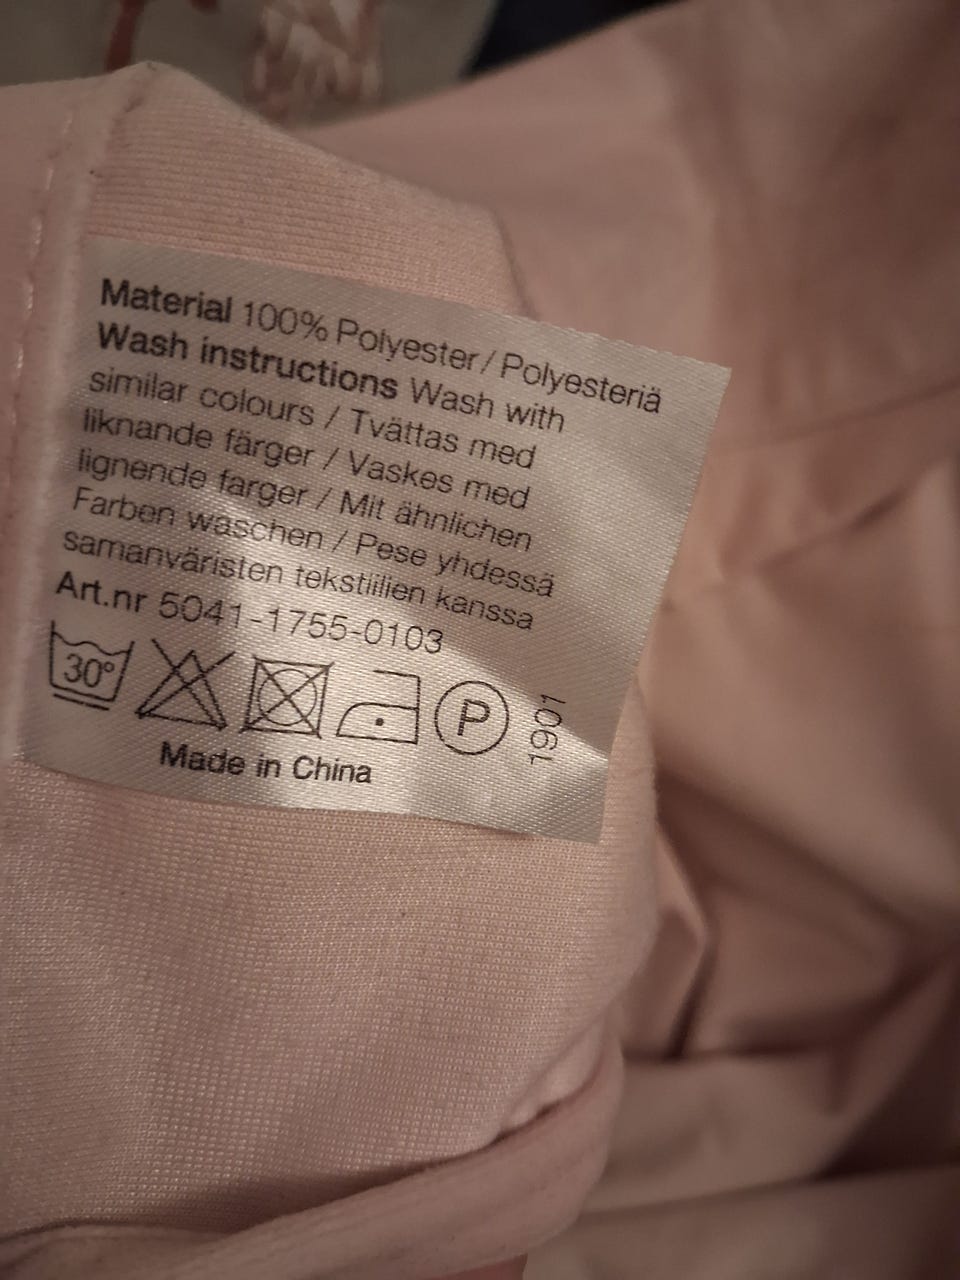 Material 100% Polyester / Polyesteriä
Wash instructions Wash with
similar colours / Tvättas med
liknande färger / Vaskes med
lignende farger / Mit ähnlichen
Farben waschen / Pese yhdessä
samanväristen tekstiilien kanssa
Art.nr 5041-1755-0103
30° P 1901
Made in China